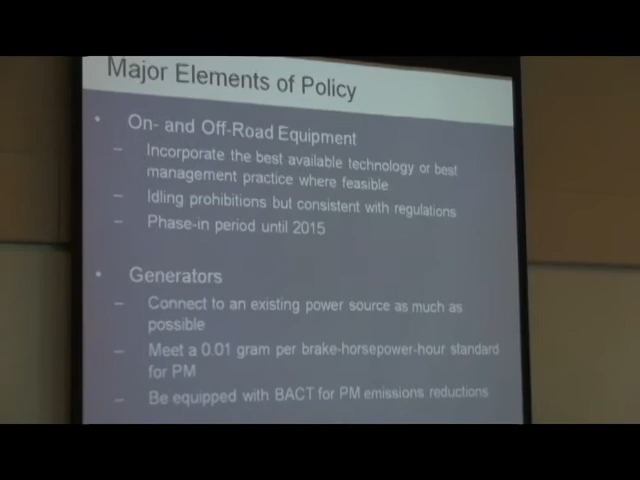 Major Elements of Policy
• On- and Off-Road Equipment
– Incorporate the best available technology or best
management practice where feasible
– Idling prohibitions but consistent with regulations
– Phase-in period until 2015
• Generators
– Connect to an existing power source as much as
possible
– Meet a 0.01 gram per brake-horsepower-hour standard
for PM
– Be equipped with BACT for PM emissions reductions